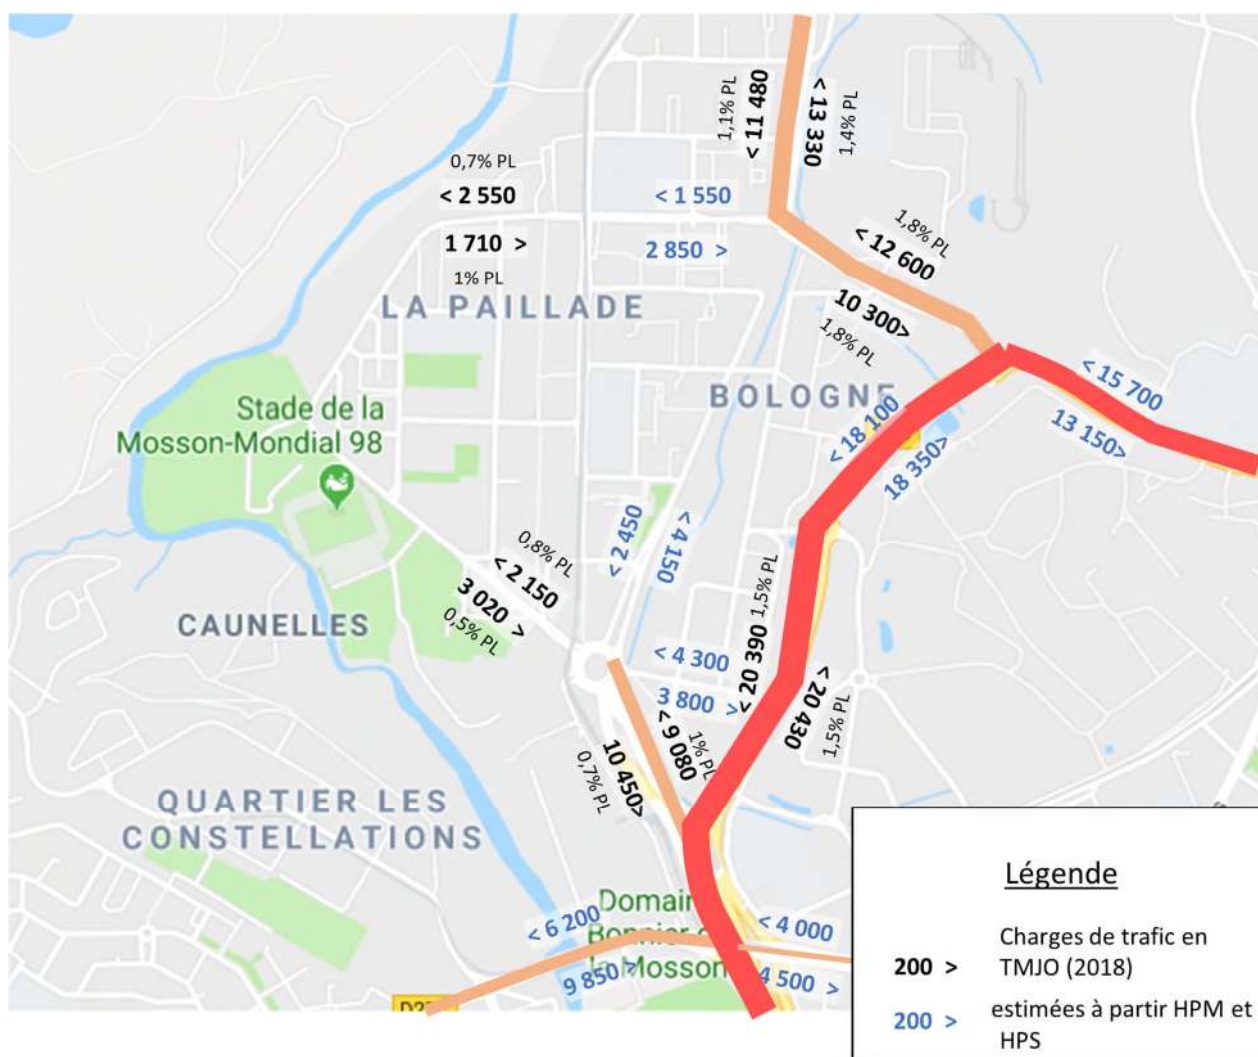 1,1% PL
< 11 480
< 13 330
1,4% PL
0,7% PL
< 2 550
< 1 550
1 710 >
2 850 >
1% PL
1,8% PL
< 12 600
10 300>
1,8% PL
LA PAILLADE
BOLOGNE
< 15 700
13 150>
< 18 100
18 350>
Stade de la
Mosson-Mondial 98
< 2 450
< 4 150
0,8% PL
< 2 150
3 020 >
0,5% PL
CAUNELLES
< 20 390
1,5% PL
< 20 430
1,5% PL
< 4 300
3 800 >
< 9 080
1% PL
10 450>
0,7% PL
QUARTIER LES
CONSTELLATIONS
Domain
< 6 200
< 4 000
Bonnier
la Mosson
9 850 >
4 500 >
Légende
Charges de trafic en
200 > TMJO (2018)
estimées à partir HPM et
200 > HPS